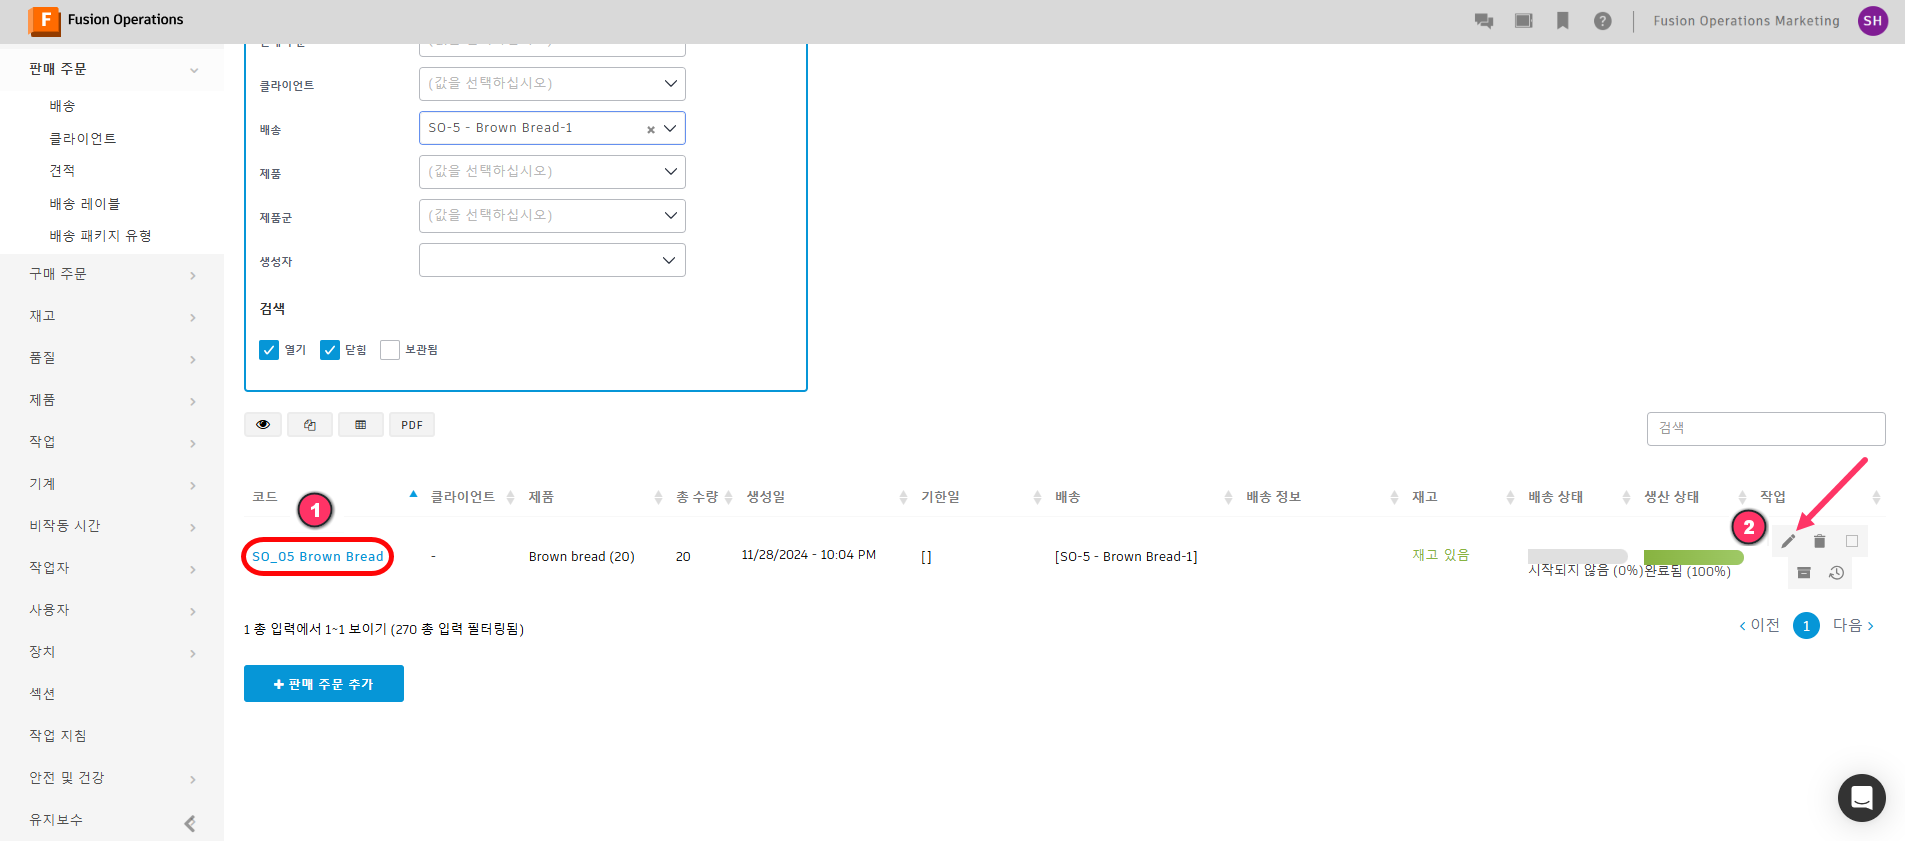 F Fusion Operations
Fusion Operations Marketing
SH
판매 주문
배송
클라이언트
견적
배송 레이블
배송 패키지 유형
구매 주문
재고
품질
제품
작업
기계
비작동 시간
작업자
사용자
장치
섹션
작업 지침
안전 및 건강
유지보수
클라이언트
(값을 선택하십시오)
배송
SO-5 - Brown Bread-1
제품
(값을 선택하십시오)
제품군
(값을 선택하십시오)
생성자
검색
열기 닫힘 보관됨
PDF
검색
코드 클라이언트 제품 총 수량 생성일 기한일 배송 배송 정보 재고 배송 상태 생산 상태 작업
1
2
SO_05 Brown Bread - Brown bread (20) 20 11/28/2024 - 10:04 PM [] [SO-5 - Brown Bread-1] 재고 있음
시작되지 않음 (0%) 완료됨 (100%)
1 총 입력에서 1~1 보이기 (270 총 입력 필터링됨)
이전 1 다음
+ 판매 주문 추가